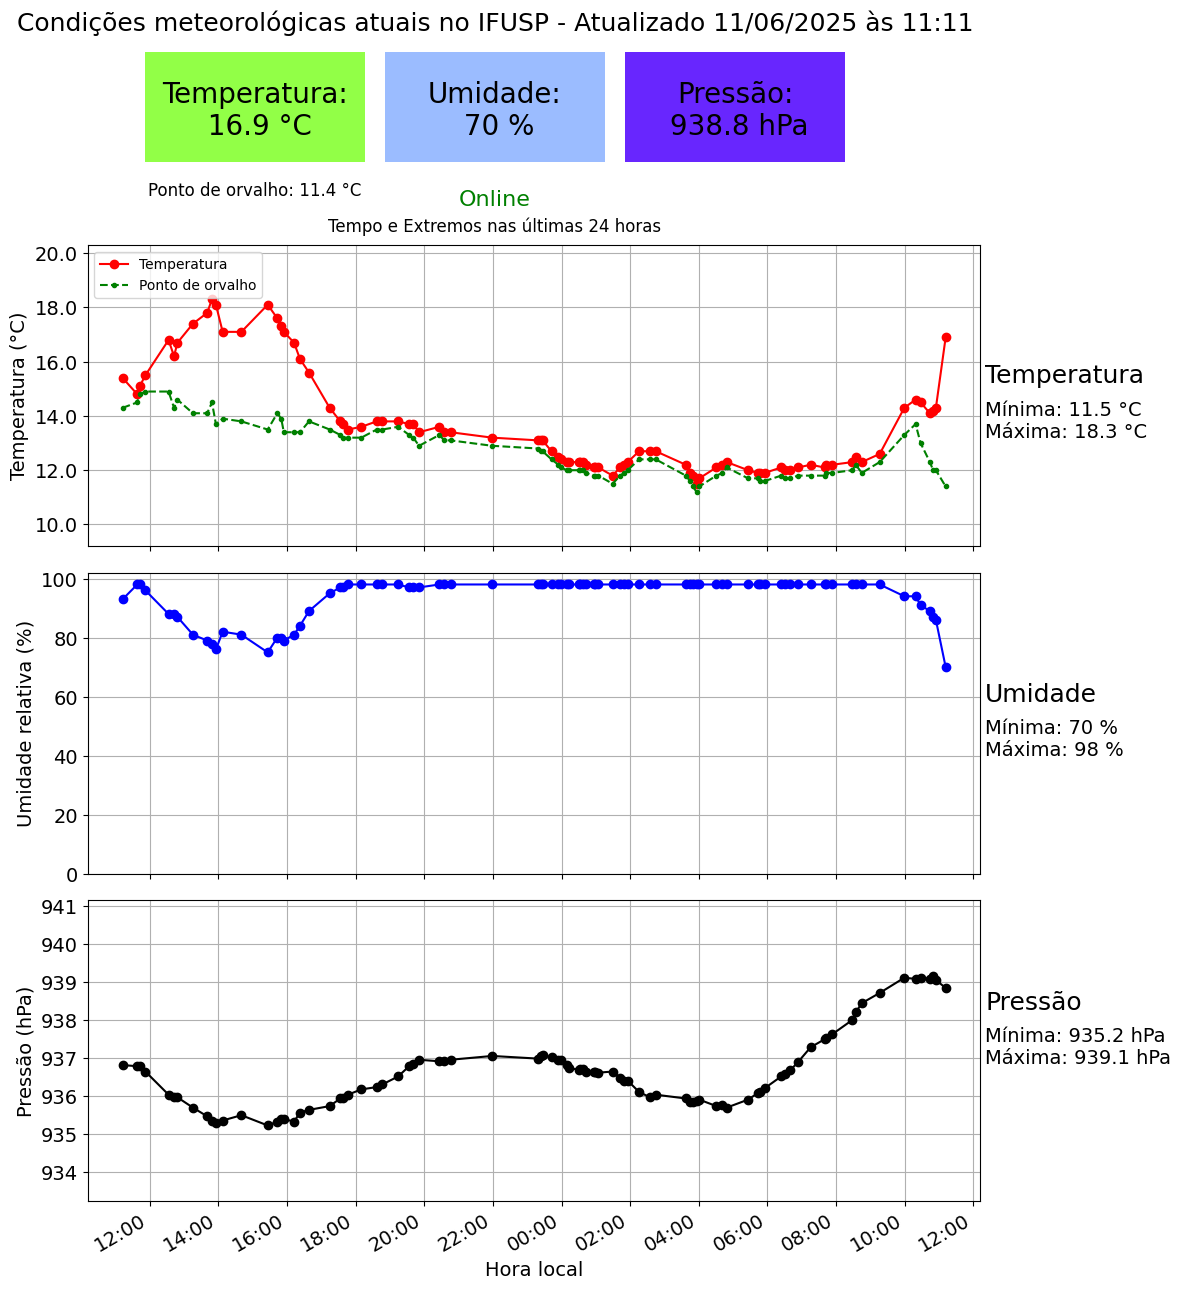 Condições meteorológicas atuais no IFUSP - Atualizado 11/06/2025 às 11:11
Temperatura:
16.9 °C
Umidade:
70 %
Pressão:
938.8 hPa
Ponto de orvalho: 11.4 °C
Online
Tempo e Extremos nas últimas 24 horas
Temperatura (°C)
20.0
18.0
16.0
14.0
12.0
10.0
Temperatura
Ponto de orvalho
Temperatura
Mínima: 11.5 °C
Máxima: 18.3 °C
Umidade relativa (%)
100
80
60
40
20
0
Umidade
Mínima: 70 %
Máxima: 98 %
Pressão (hPa)
941
940
939
938
937
936
935
934
Pressão
Mínima: 935.2 hPa
Máxima: 939.1 hPa
12:00 14:00 16:00 18:00 20:00 22:00 00:00 02:00 04:00 06:00 08:00 10:00 12:00
Hora local